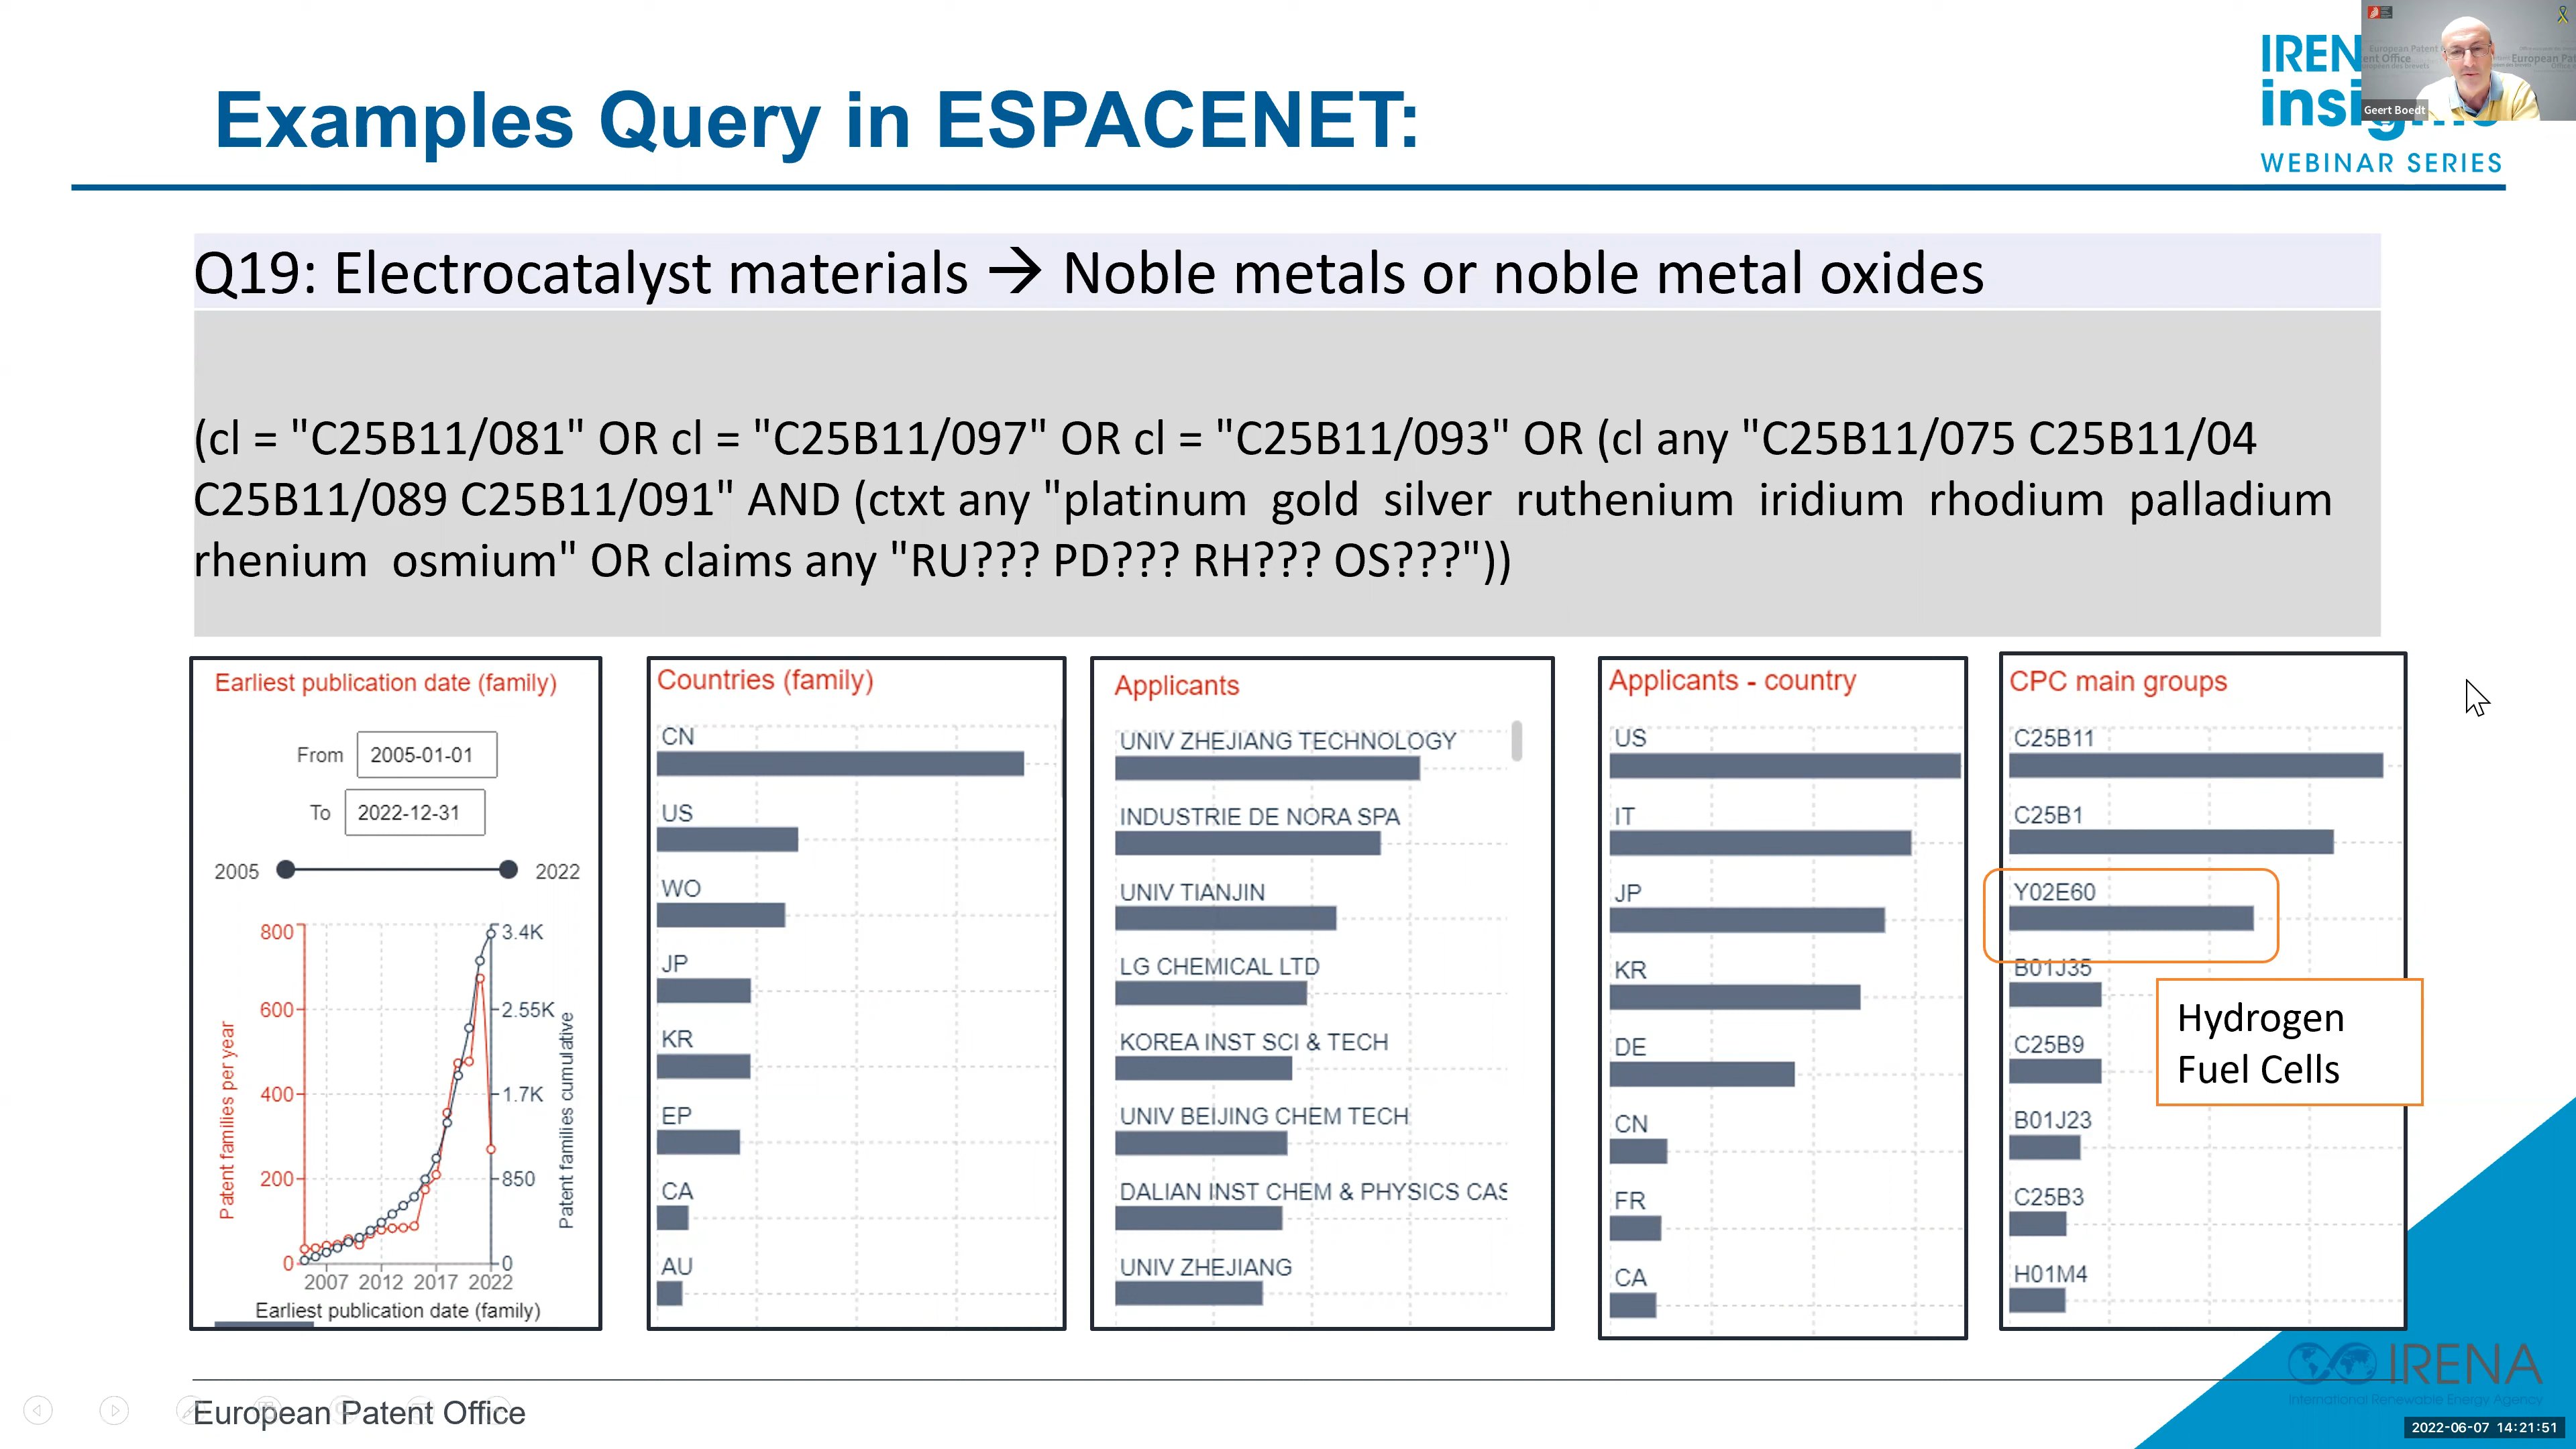 Examples Query in ESPACENET:
IREN
insights
WEBINAR SERIES
European Patent
Geert Boedt
Q19: Electrocatalyst materials → Noble metals or noble metal oxides
(cl = "C25B11/081" OR cl = "C25B11/097" OR cl = "C25B11/093" OR (cl any "C25B11/075 C25B11/04
C25B11/089 C25B11/091" AND (ctxt any "platinum gold silver ruthenium iridium rhodium palladium
rhenium osmium" OR claims any "RU??? PD??? RH??? OS???"))
Earliest publication date (family)
From 2005-01-01
To 2022-12-31
2005 2022
800
600
400
200
0
3.4K
2.55K
1.7K
850
0
Patent families per year
Patent families cumulative
2007 2012 2017 2022
Earliest publication date (family)
Countries (family)
CN
US
WO
JP
KR
EP
CA
AU
Applicants
UNIV ZHEJIANG TECHNOLOGY
INDUSTRIE DE NORA SPA
UNIV TIANJIN
LG CHEMICAL LTD
KOREA INST SCI & TECH
UNIV BEIJING CHEM TECH
DALIAN INST CHEM & PHYSICS CAS
UNIV ZHEJIANG
Applicants - country
US
IT
JP
KR
DE
CN
FR
CA
CPC main groups
C25B11
C25B1
Y02E60
B01J35
C25B9
B01J23
C25B3
H01M4
Hydrogen
Fuel Cells
European Patent Office
IRENA
International Renewable Energy Agency
2022-06-07 14:21:51